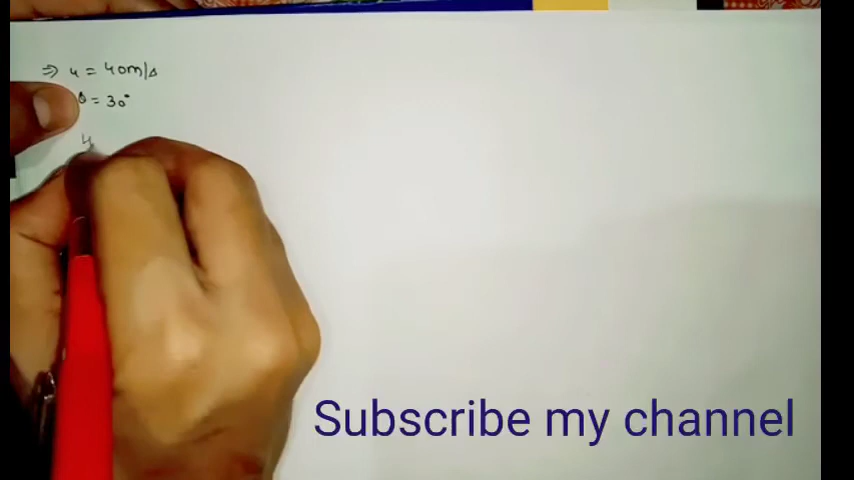 ⇒ u = 40m/s
θ = 30°
u
Subscribe my channel